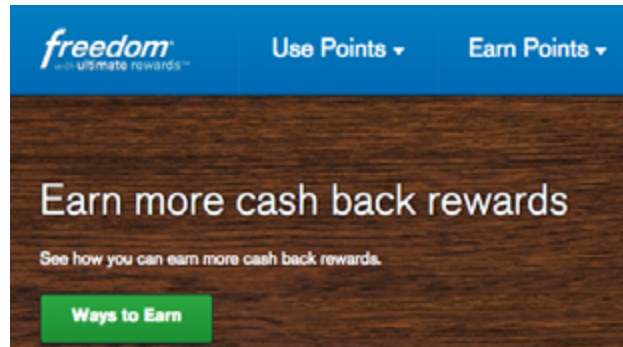 freedom
with ultimate rewards℠
Use Points
Earn Points
Earn more cash back rewards
See how you can earn more cash back rewards.
Ways to Earn